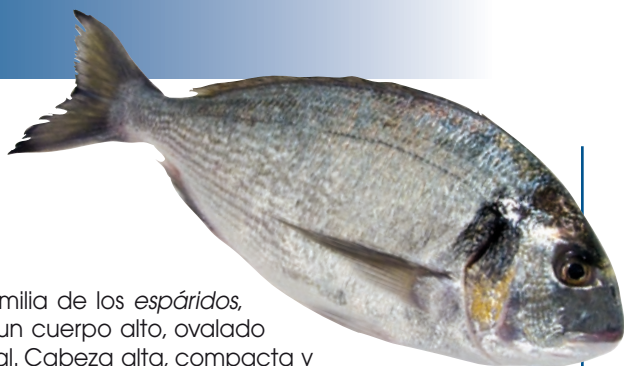 milia de los espáridos,
un cuerpo alto, ovalado
al. Cabeza alta, compacta y